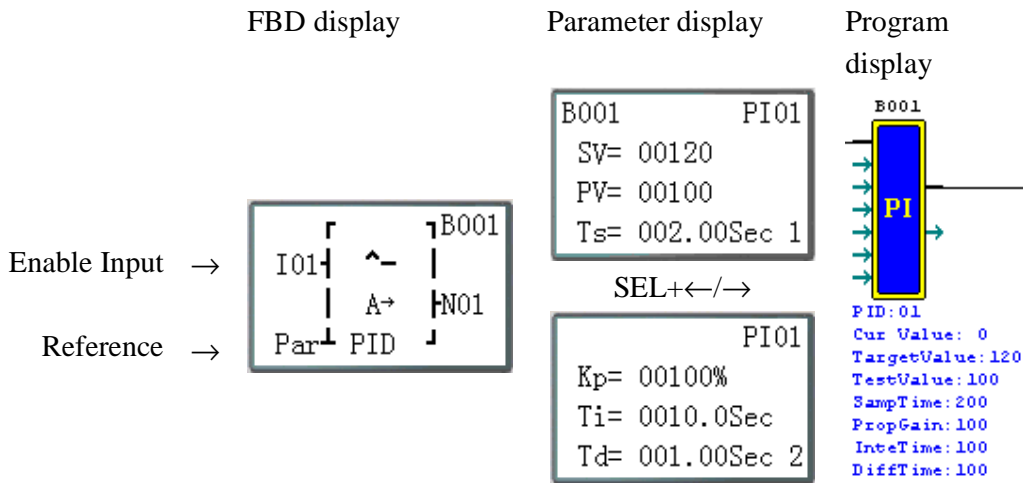 FBD display
Parameter display
Program
display
B001 PI01
SV= 00120
PV= 00100
Ts= 002.00Sec 1
B001
PI
Enable Input →
Reference →
B001
I01 ^–
A→ N01
Par PID
SEL+←/→
PI01
Kp= 00100%
Ti= 0010.0Sec
Td= 001.00Sec 2
PID:01
Cur Value: 0
TargetValue:120
TestValue:100
SampTime:200
PropGain:100
InteTime:100
DiffTime:100